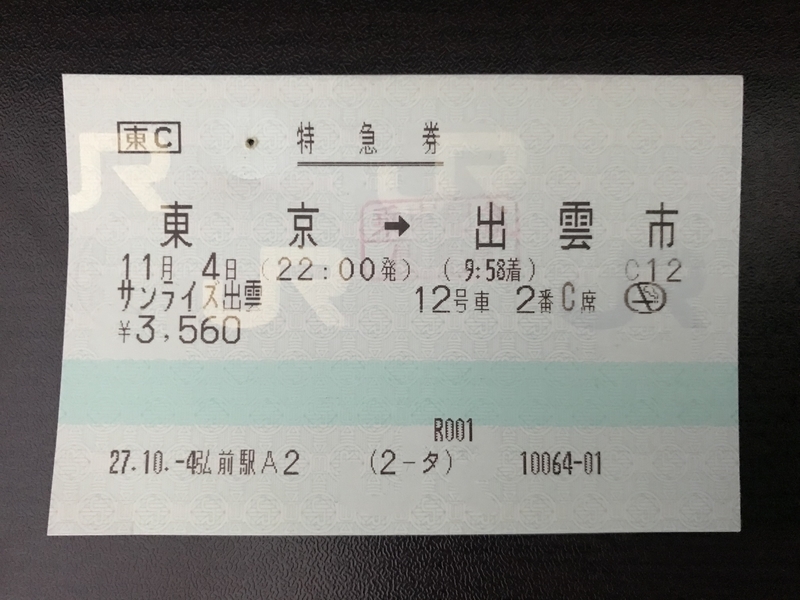 東C
特急券
東京 → 出雲市
11月 4日 (22:00発) (9:58着) C12
サンライズ出雲 12号車 2番C席
¥3,560
R001
27.10.-4弘前駅A2 (2-タ) 10064-01